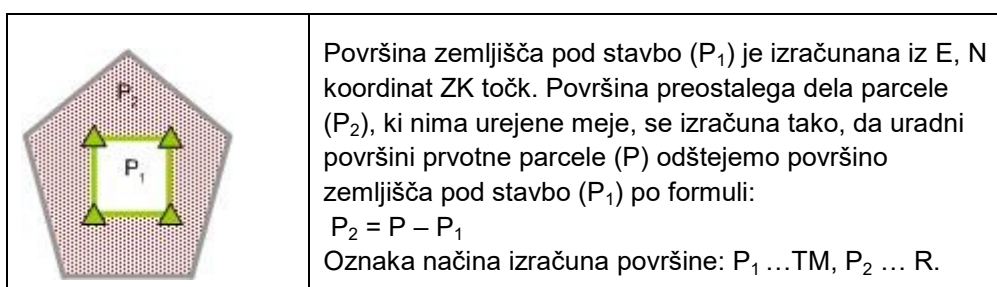 P₂
P₁
Površina zemljišča pod stavbo (P₁) je izračunana iz E, N
koordinat ZK točk. Površina preostalega dela parcele
(P₂), ki nima urejene meje, se izračuna tako, da uradni
površini prvotne parcele (P) odštejemo površino
zemljišča pod stavbo (P₁) po formuli:
P₂ = P – P₁
Oznaka načina izračuna površine: P₁ …TM, P₂ … R.